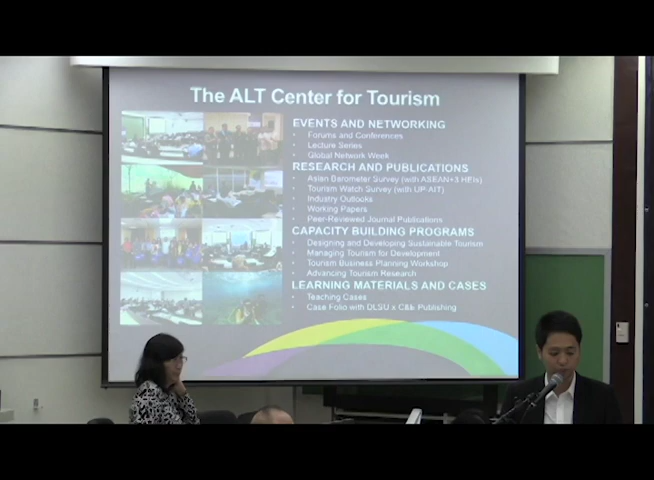 The ALT Center for Tourism
EVENTS AND NETWORKING
• Forums and Conferences
• Lecture Series
• Global Network Week
RESEARCH AND PUBLICATIONS
• Asian Barometer Survey (with ASEAN+3 HEIs)
• Tourism Watch Survey (with UP-AIT)
• Industry Outlooks
• Working Papers
• Peer-Reviewed Journal Publications
CAPACITY BUILDING PROGRAMS
• Designing and Developing Sustainable Tourism
• Managing Tourism for Development
• Tourism Business Planning Workshop
• Advancing Tourism Research
LEARNING MATERIALS AND CASES
• Teaching Cases
• Case Folio with DLSU x C&E Publishing